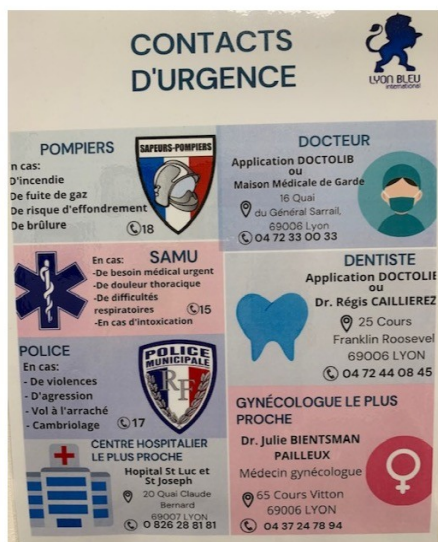 CONTACTS
D'URGENCE
LYON BLEU
international
POMPIERS
n cas:
D'incendie
De fuite de gaz
De risque d'effondrement
De brûlure
18
SAPEURS-POMPIERS
DOCTEUR
Application DOCTOLIB
ou
Maison Médicale de Garde
16 Quai
du Général Sarrail,
69006 Lyon
04 72 33 00 33
SAMU
En cas:
-De besoin médical urgent
-De douleur thoracique
-De difficultés
respiratoires
-En cas d'intoxication
15
DENTISTE
Application DOCTOLIE
ou
Dr. Régis CAILLIEREZ
25 Cours
Franklin Roosevel
69006 LYON
04 72 44 08 45
POLICE
En cas:
- De violences
- D'agression
- Vol à l'arraché
- Cambriolage
17
POLICE
MUNICIPALE
RF
GYNÉCOLOGUE LE PLUS
PROCHE
Dr. Julie BIENTSMAN
PAILLEUX
Médecin gynécologue
65 Cours Vitton
69006 LYON
04 37 24 78 94
CENTRE HOSPITALIER
LE PLUS PROCHE
Hopital St Luc et
St Joseph
20 Quai Claude
Bernard
69007 LYON
0 826 28 81 81